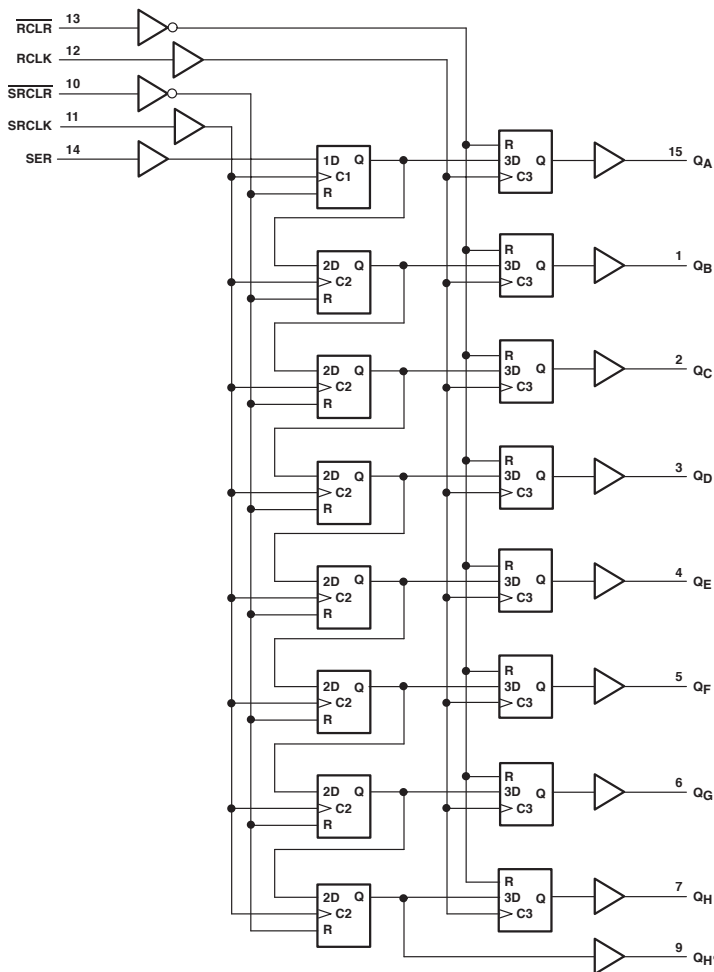 RCLR 13
RCLK 12
SRCLR 10
SRCLK 11
SER 14
1D Q
C1
R
R
3D Q
C3
15 QA
2D Q
C2
R
R
3D Q
C3
1 QB
2D Q
C2
R
R
3D Q
C3
2 QC
2D Q
C2
R
R
3D Q
C3
3 QD
2D Q
C2
R
R
3D Q
C3
4 QE
2D Q
C2
R
R
3D Q
C3
5 QF
2D Q
C2
R
R
3D Q
C3
6 QG
2D Q
C2
R
R
3D Q
C3
7 QH
9 QH'